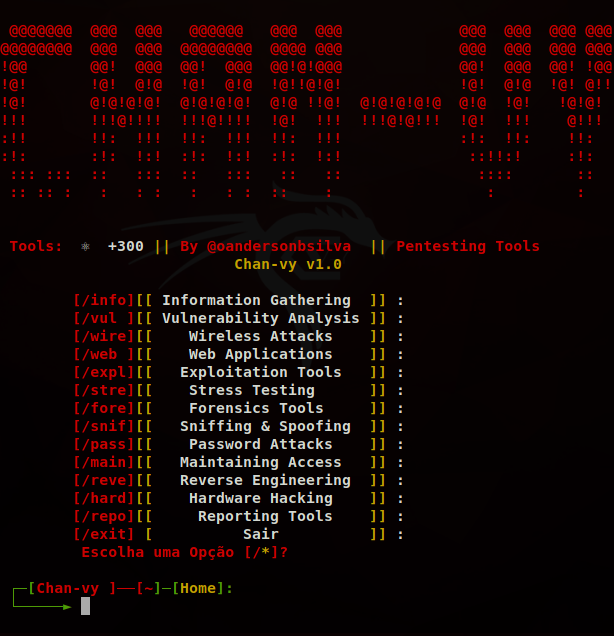 Tools: ⚛ +300 || By @oandersonbsilva || Pentesting Tools
Chan-vy v1.0
[/info][[ Information Gathering ]] :
[/vul ][[ Vulnerability Analysis ]] :
[/wire][[ Wireless Attacks ]] :
[/web ][[ Web Applications ]] :
[/expl][[ Exploitation Tools ]] :
[/stre][[ Stress Testing ]] :
[/fore][[ Forensics Tools ]] :
[/snif][[ Sniffing & Spoofing ]] :
[/pass][[ Password Attacks ]] :
[/main][[ Maintaining Access ]] :
[/reve][[ Reverse Engineering ]] :
[/hard][[ Hardware Hacking ]] :
[/repo][[ Reporting Tools ]] :
[/exit] [ Sair ]] :
Escolha uma Opção [/*]?
┌─[Chan-vy ]──[~]─[Home]:
└─────►